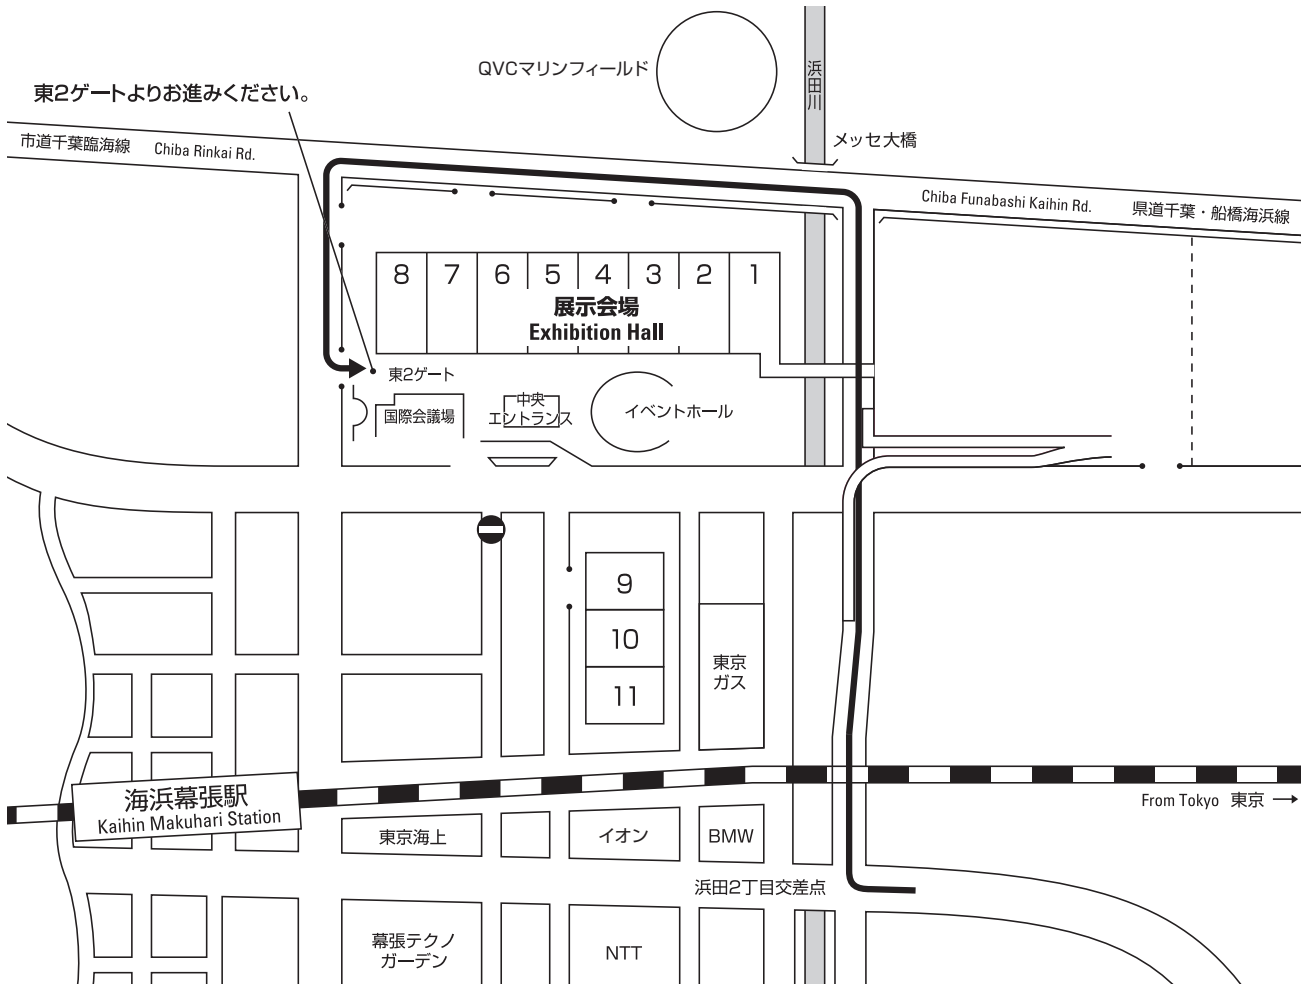 QVCマリンフィールド
浜田川
東2ゲートよりお進みください。
市道千葉臨海線 Chiba Rinkai Rd.
メッセ大橋
Chiba Funabashi Kaihin Rd. 県道千葉・船橋海浜線
8 7 6 5 4 3 2 1
展示会場
Exhibition Hall
東2ゲート
国際会議場
中央
エントランス
イベントホール
9
10
11
東京
ガス
海浜幕張駅
Kaihin Makuhari Station
From Tokyo 東京
東京海上
イオン
BMW
浜田2丁目交差点
幕張テクノ
ガーデン
NTT